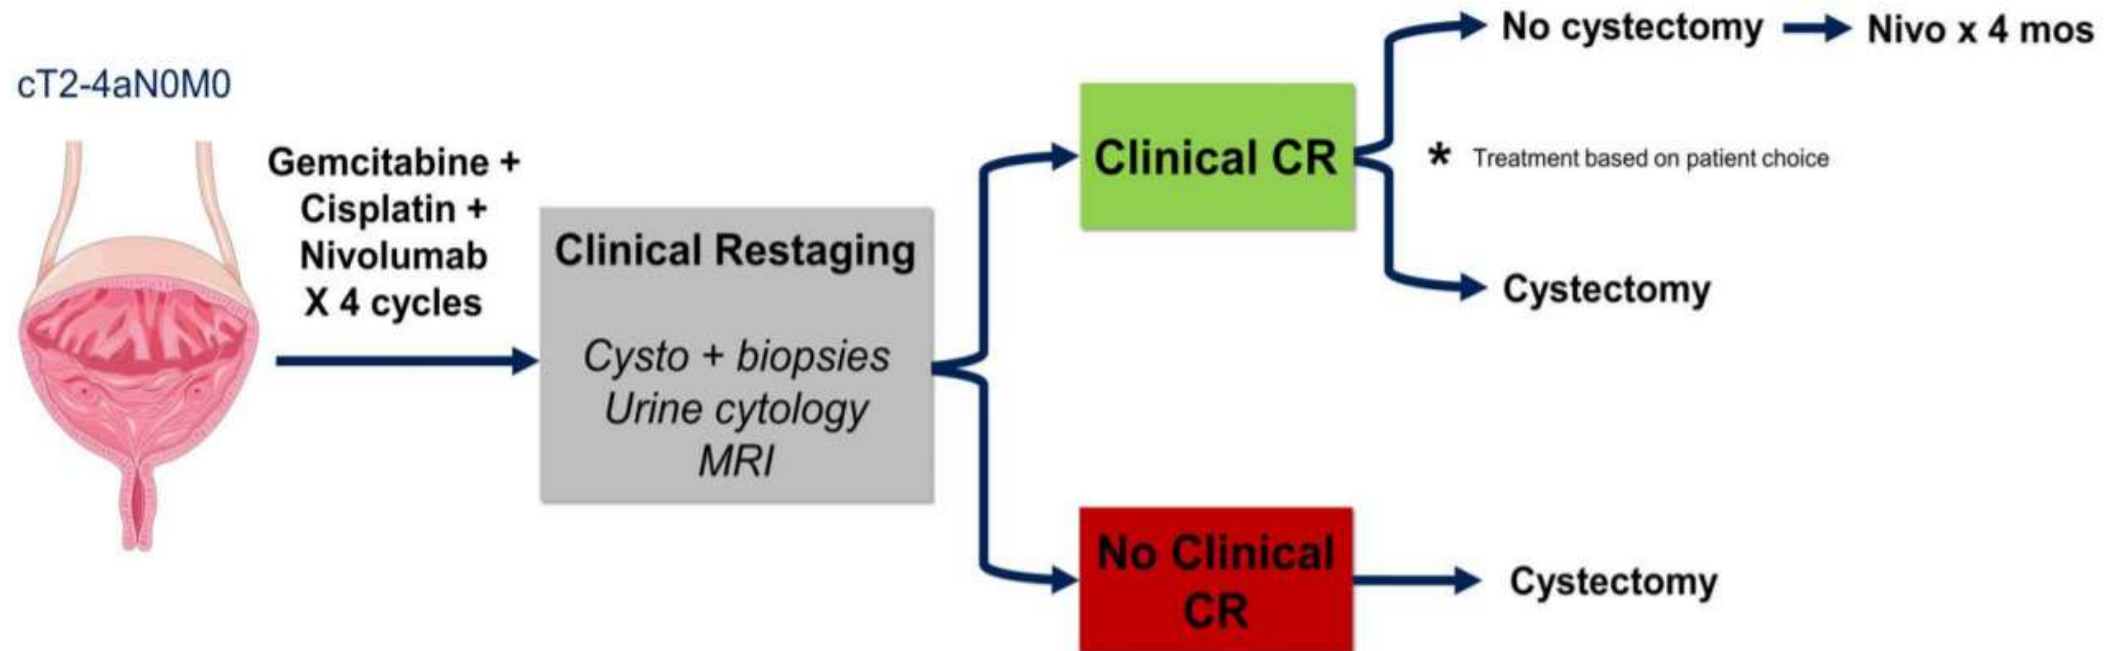 cT2-4aN0M0
Gemcitabine +
Cisplatin +
Nivolumab
X 4 cycles
Clinical Restaging
Cysto + biopsies
Urine cytology
MRI
Clinical CR
No cystectomy
Nivo x 4 mos
* Treatment based on patient choice
Cystectomy
No Clinical
CR
Cystectomy